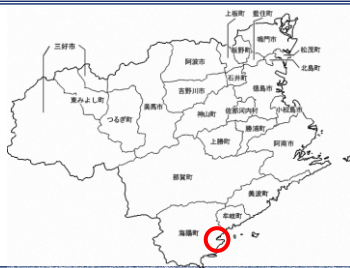 上板町
藍住町
三好市
鳴門市
板野町
松茂町
阿波市
北島町
石井町
徳島市
東みよし町
吉野川市
美馬市
佐那河内村
小松島市
つるぎ町
神山町
勝浦町
上勝町
阿南市
那賀町
美波町
牟岐町
海陽町